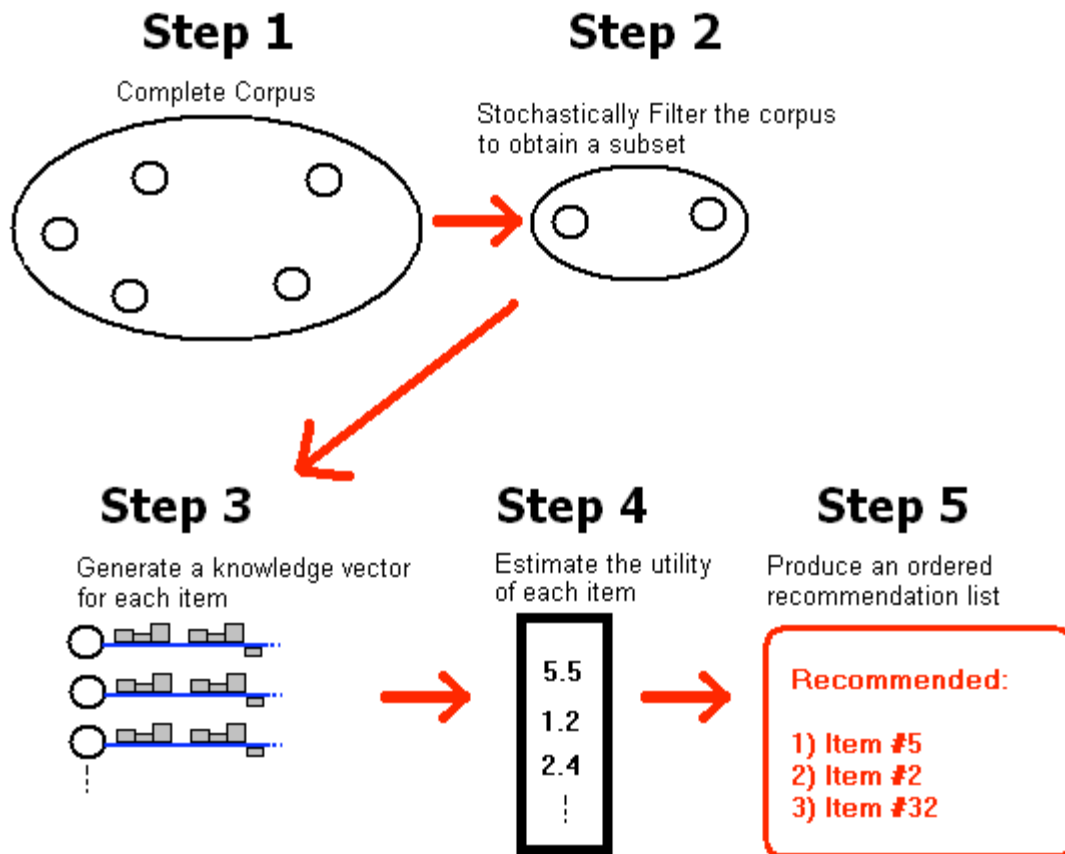 Step 1
Complete Corpus
Step 2
Stochastically Filter the corpus
to obtain a subset
Step 3
Generate a knowledge vector
for each item
Step 4
Estimate the utility
of each item
5.5
1.2
2.4
Step 5
Produce an ordered
recommendation list
Recommended:
1) Item #5
2) Item #2
3) Item #32